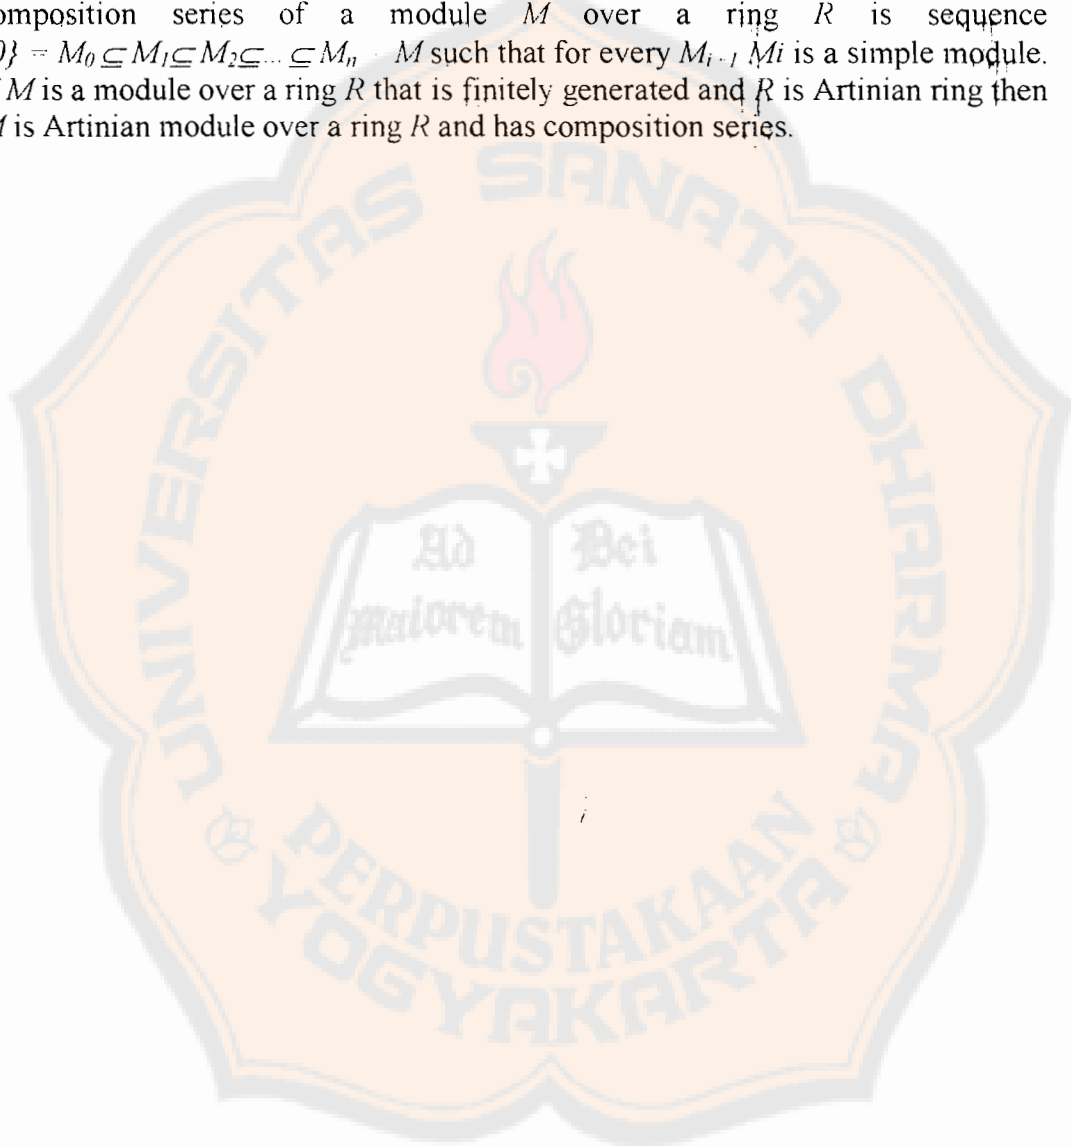 omposition series of a module M over a ring R is sequence
0} = M₀ ⊆ M₁ ⊆ M₂ ⊆ ... ⊆ Mₙ M such that for every Mᵢ₋₁ Mi is a simple module.
M is a module over a ring R that is finitely generated and R is Artinian ring then
is Artinian module over a ring R and has composition series.
UNIVERSITAS SANATA DHARMA
Ad Maiorem
Dei Gloriam
PERPUSTAKAAN
YOGYAKARTA
i